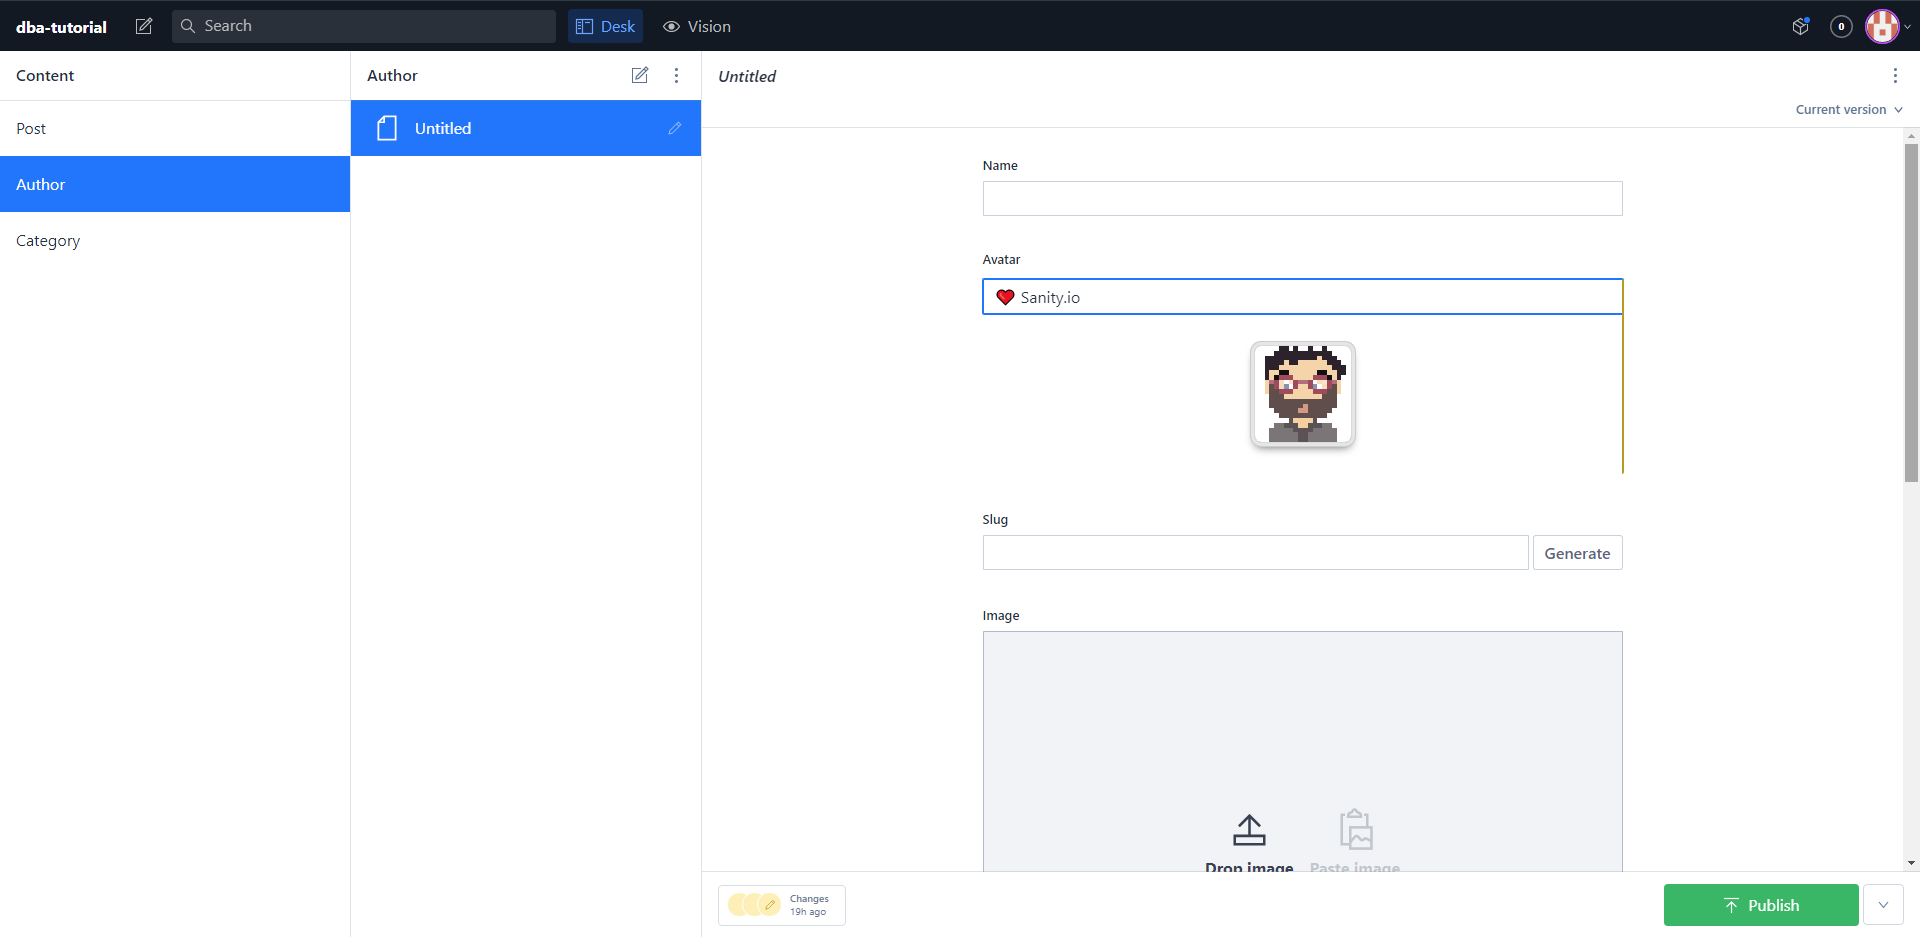 dba-tutorial
Search
Desk
Vision
0
Content
Post
Author
Category
Author
Untitled
Untitled
Current version
Name
Avatar
❤️ Sanity.io
Slug
Generate
Image
Drop image
Paste image
Changes
19h ago
Publish